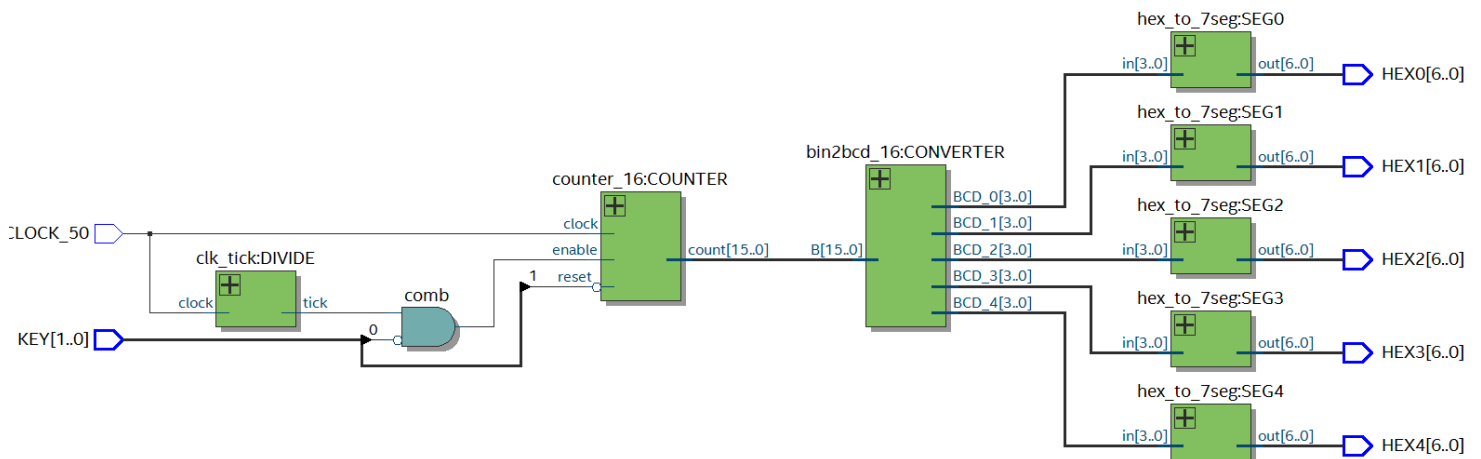 hex_to_7seg:SEG0
in[3..0]
out[6..0]
HEX0[6..0]
hex_to_7seg:SEG1
in[3..0]
out[6..0]
HEX1[6..0]
bin2bcd_16:CONVERTER
BCD_0[3..0]
BCD_1[3..0]
BCD_2[3..0]
BCD_3[3..0]
BCD_4[3..0]
B[15..0]
counter_16:COUNTER
clock
enable
reset
count[15..0]
1
hex_to_7seg:SEG2
in[3..0]
out[6..0]
HEX2[6..0]
CLOCK_50
clk_tick:DIVIDE
clock
tick
comb
0
KEY[1..0]
hex_to_7seg:SEG3
in[3..0]
out[6..0]
HEX3[6..0]
hex_to_7seg:SEG4
in[3..0]
out[6..0]
HEX4[6..0]